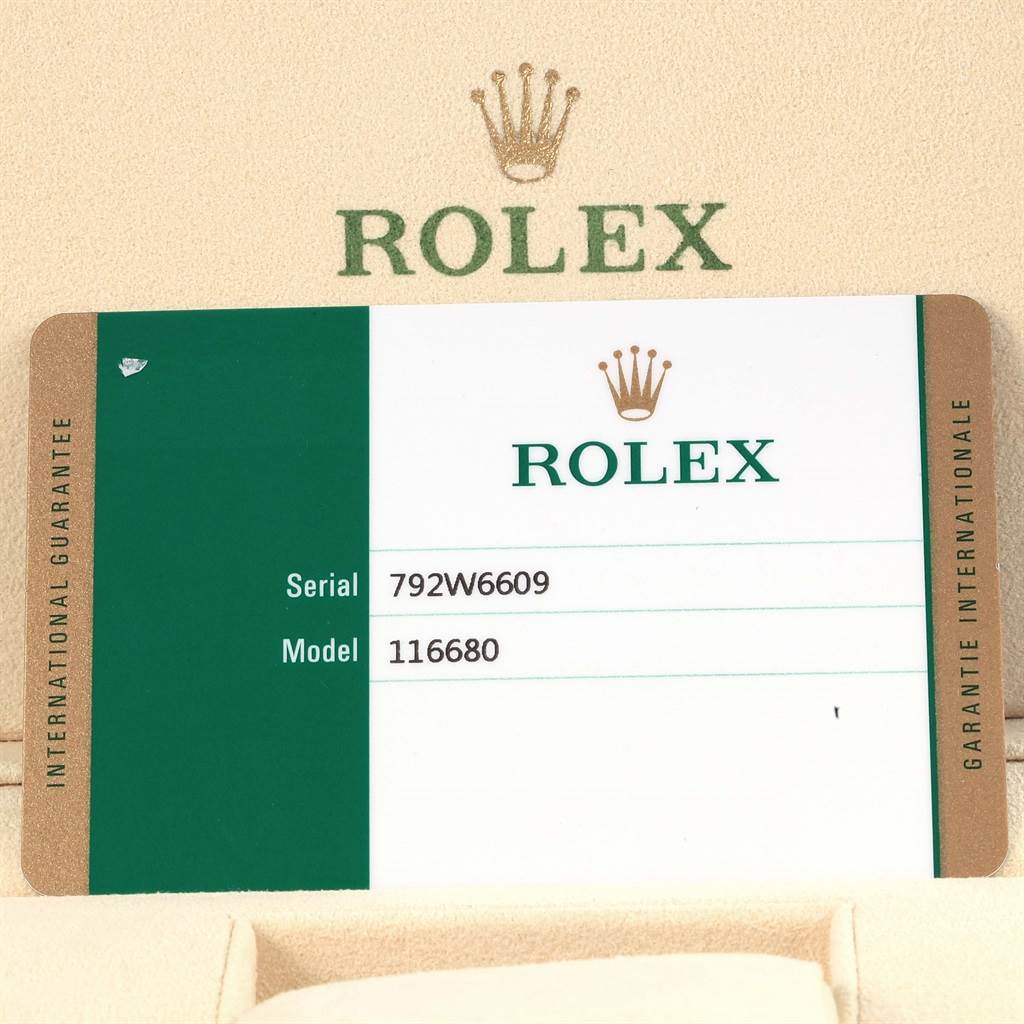 ROLEX
INTERNATIONAL GUARANTEE
ROLEX
Serial 792W6609
Model 116680
GARANTIE INTERNATIONALE